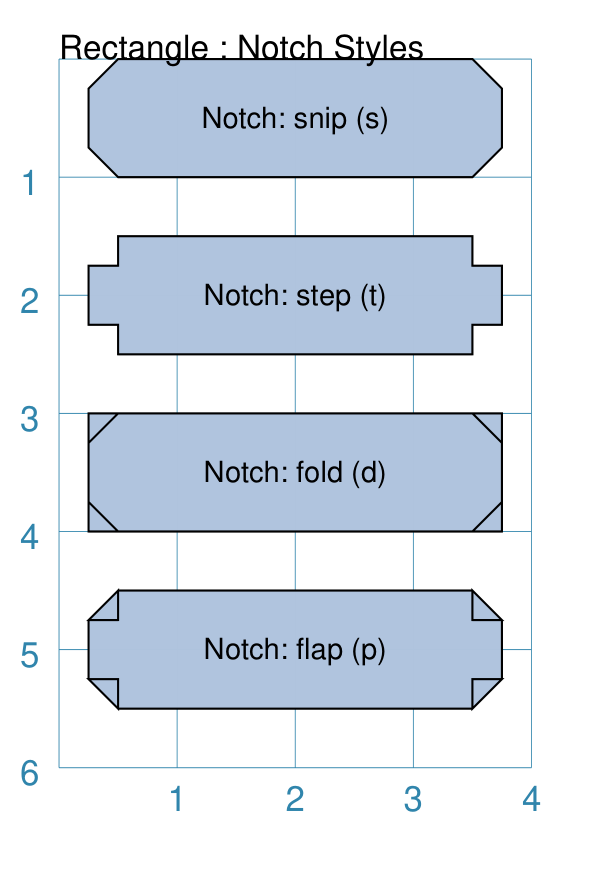 Rectangle : Notch Styles
Notch: snip (s)
1
Notch: step (t)
2
3
Notch: fold (d)
4
Notch: flap (p)
5
6
1 2 3 4